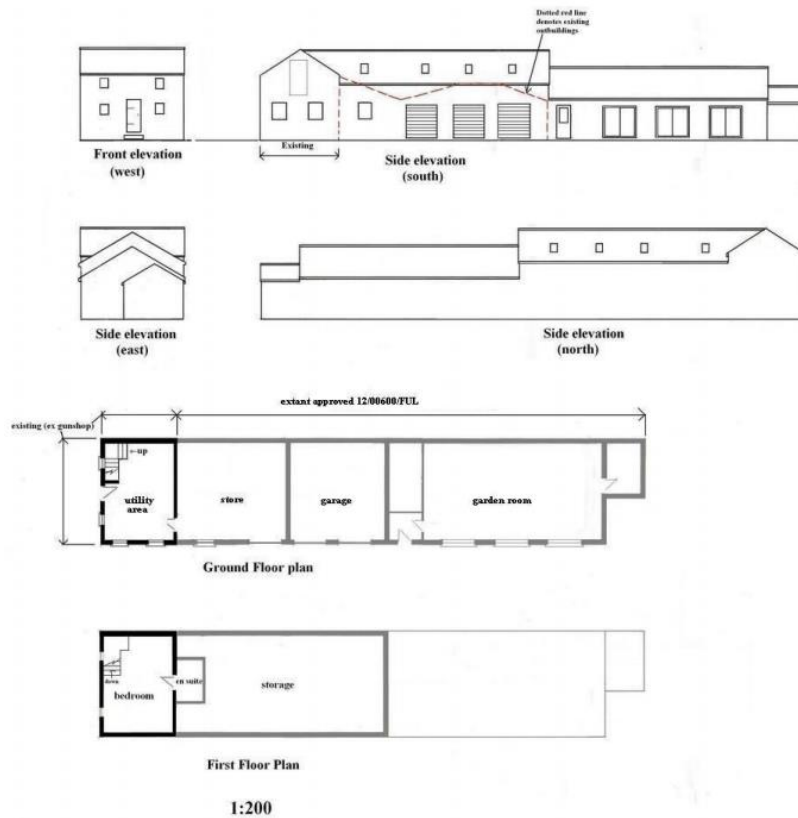 Dotted red line
denotes existing
outbuildings
Front elevation
(west)
Existing
Side elevation
(south)
Side elevation
(east)
Side elevation
(north)
extant approved 12/00600/FUL
existing (ex gunshop)
up
utility
area
store
garage
garden room
Ground Floor plan
down
bedroom
en suite
storage
First Floor Plan
1:200